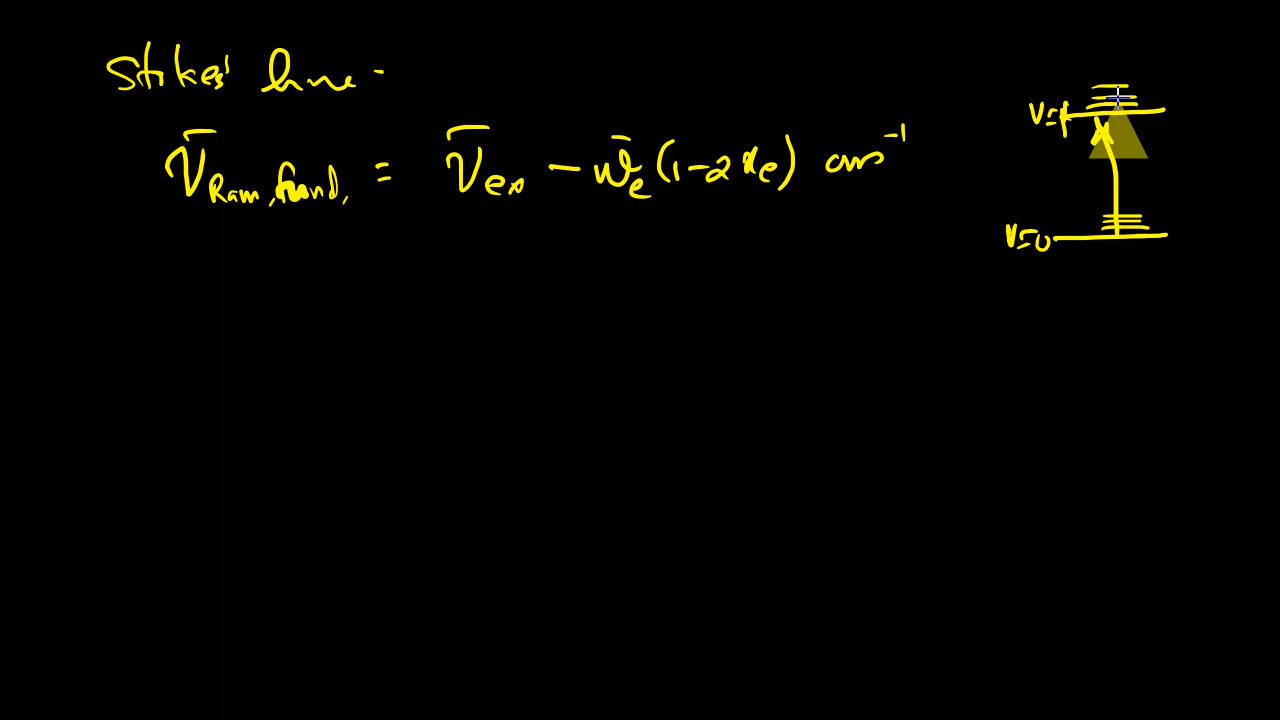 Stokes' line -
V=1
ν̄ Ram, fund, = ν̄ ex - ω̄e (1-2xe) cm⁻¹
V=0